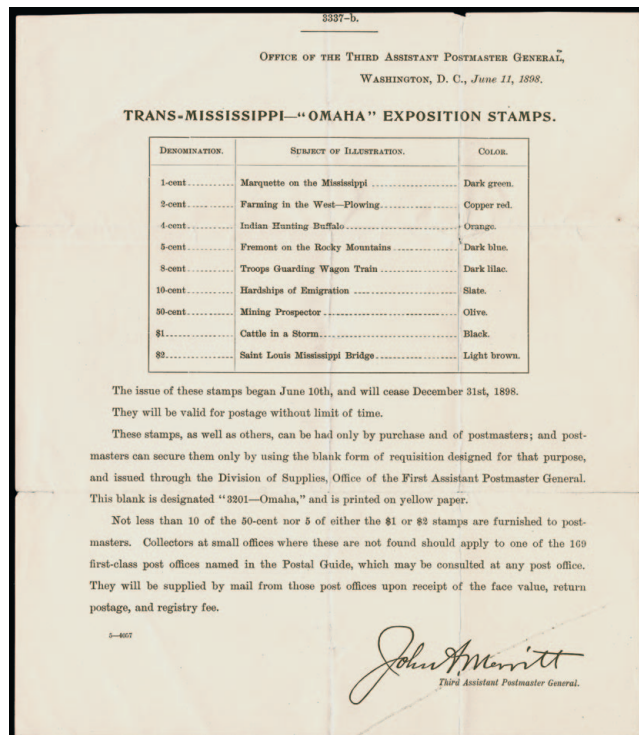 3337-b.
OFFICE OF THE THIRD ASSISTANT POSTMASTER GENERAL,
WASHINGTON, D. C., June 11, 1898.
TRANS-MISSISSIPPI—"OMAHA" EXPOSITION STAMPS.
DENOMINATION. SUBJECT OF ILLUSTRATION. COLOR.
1-cent Marquette on the Mississippi Dark green.
2-cent Farming in the West—Plowing Copper red.
4-cent Indian Hunting Buffalo Orange.
5-cent Fremont on the Rocky Mountains Dark blue.
8-cent Troops Guarding Wagon Train Dark lilac.
10-cent Hardships of Emigration Slate.
50-cent Mining Prospector Olive.
$1 Cattle in a Storm Black.
$2 Saint Louis Mississippi Bridge Light brown.
The issue of these stamps began June 10th, and will cease December 31st, 1898.
They will be valid for postage without limit of time.
These stamps, as well as others, can be had only by purchase and of postmasters; and post-
masters can secure them only by using the blank form of requisition designed for that purpose,
and issued through the Division of Supplies, Office of the First Assistant Postmaster General.
This blank is designated "3201—Omaha," and is printed on yellow paper.
Not less than 10 of the 50-cent nor 5 of either the $1 or $2 stamps are furnished to post-
masters. Collectors at small offices where these are not found should apply to one of the 169
first-class post offices named in the Postal Guide, which may be consulted at any post office.
They will be supplied by mail from those post offices upon receipt of the face value, return
postage, and registry fee.
5—4057
John A. Merritt
Third Assistant Postmaster General.